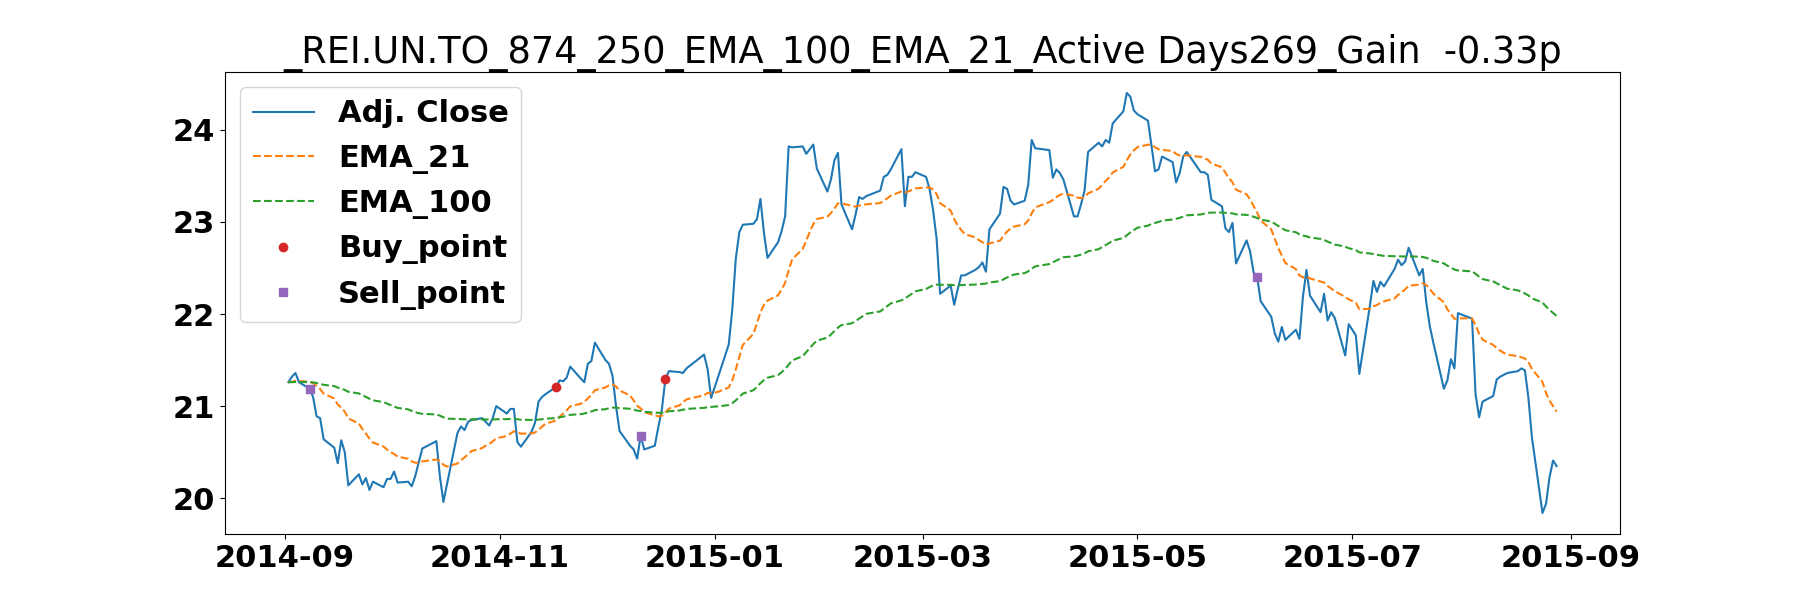 _REI.UN.TO_874_250_EMA_100_EMA_21_Active Days269_Gain  -0.33p
Adj. Close
EMA_21
EMA_100
Buy_point
Sell_point
24
23
22
21
20
2014-09 2014-11 2015-01 2015-03 2015-05 2015-07 2015-09